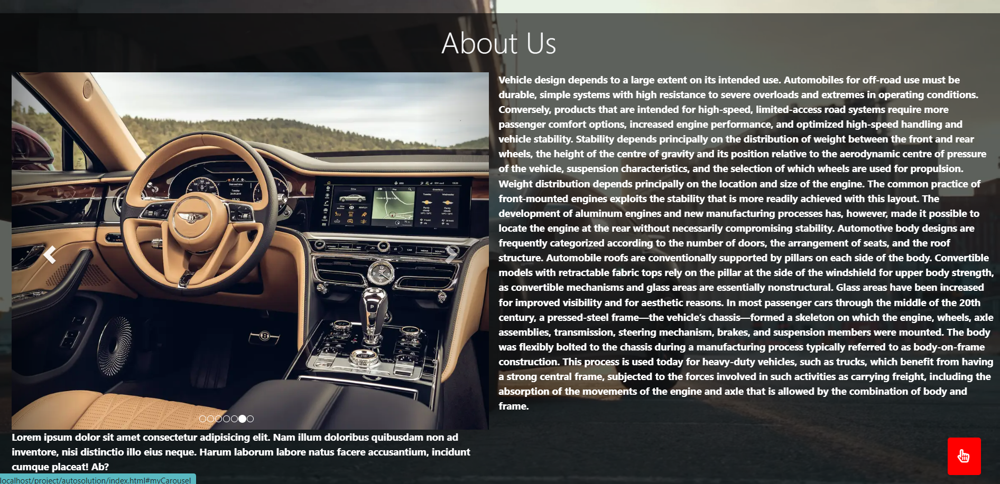 About Us
Vehicle design depends to a large extent on its intended use. Automobiles for off-road use must be
durable, simple systems with high resistance to severe overloads and extremes in operating conditions.
Conversely, products that are intended for high-speed, limited-access road systems require more
passenger comfort options, increased engine performance, and optimized high-speed handling and
vehicle stability. Stability depends principally on the distribution of weight between the front and rear
wheels, the height of the centre of gravity and its position relative to the aerodynamic centre of pressure
of the vehicle, suspension characteristics, and the selection of which wheels are used for propulsion.
Weight distribution depends principally on the location and size of the engine. The common practice of
front-mounted engines exploits the stability that is more readily achieved with this layout. The
development of aluminum engines and new manufacturing processes has, however, made it possible to
locate the engine at the rear without necessarily compromising stability. Automotive body designs are
frequently categorized according to the number of doors, the arrangement of seats, and the roof
structure. Automobile roofs are conventionally supported by pillars on each side of the body. Convertible
models with retractable fabric tops rely on the pillar at the side of the windshield for upper body strength,
as convertible mechanisms and glass areas are essentially nonstructural. Glass areas have been increased
for improved visibility and for aesthetic reasons. In most passenger cars through the middle of the 20th
century, a pressed-steel frame—the vehicle’s chassis—formed a skeleton on which the engine, wheels, axle
assemblies, transmission, steering mechanism, brakes, and suspension members were mounted. The body
was flexibly bolted to the chassis during a manufacturing process typically referred to as body-on-frame
construction. This process is used today for heavy-duty vehicles, such as trucks, which benefit from having
a strong central frame, subjected to the forces involved in such activities as carrying freight, including the
absorption of the movements of the engine and axle that is allowed by the combination of body and
frame.
Drive
Map
Tuesday
Wednesday
Date and time
Tuesday
SCREEN PHONE NAV OK CAR MEDIA SOURCE
B
12
P
B
Lorem ipsum dolor sit amet consectetur adipisicing elit. Nam illum doloribus quibusdam non ad
inventore, nisi distinctio illo eius neque. Harum laborum labore natus facere accusantium, incidunt
cumque placeat! Ab?
localhost/project/autosolution/index.html#myCarousel